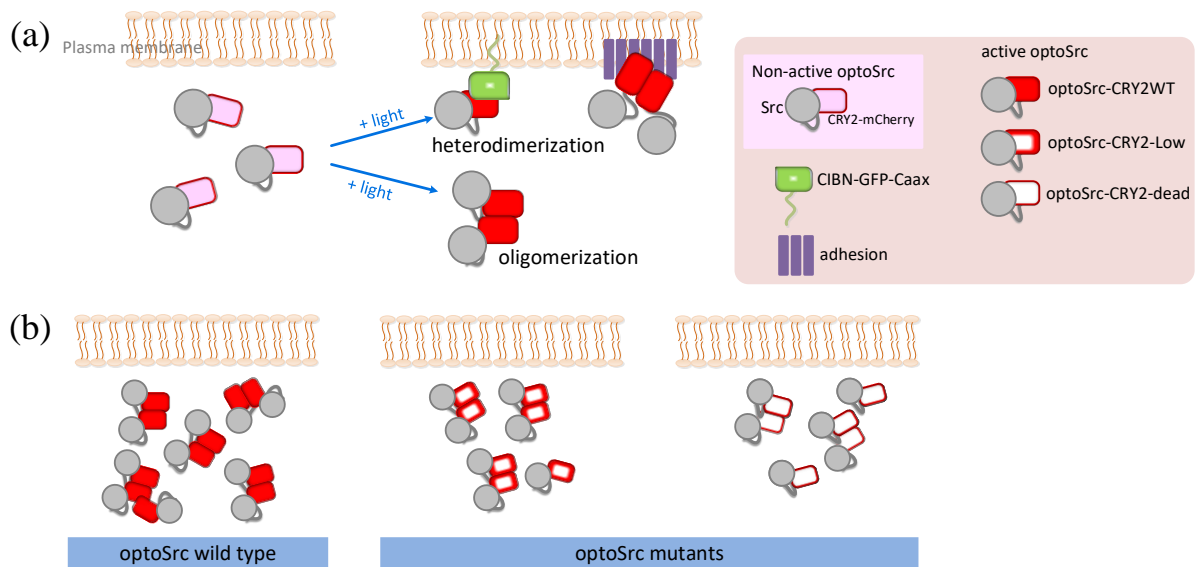 (a)
Plasma membrane
+ light
+ light
heterodimerization
oligomerization
Non-active optoSrc
Src
CRY2-mCherry
CIBN-GFP-Caax
adhesion
active optoSrc
optoSrc-CRY2WT
optoSrc-CRY2-Low
optoSrc-CRY2-dead
(b)
optoSrc wild type
optoSrc mutants